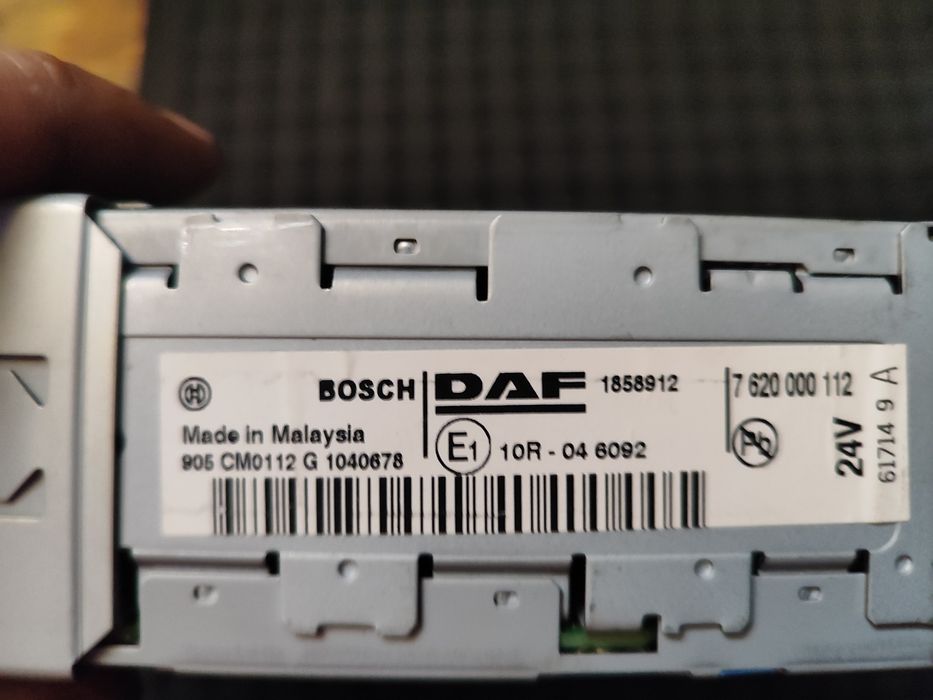 BOSCH DAF 1858912 7 620 000 112
Made in Malaysia
905 CM0112 G 1040678
E1 10R - 04 6092
Pb
24V
61714 9 A